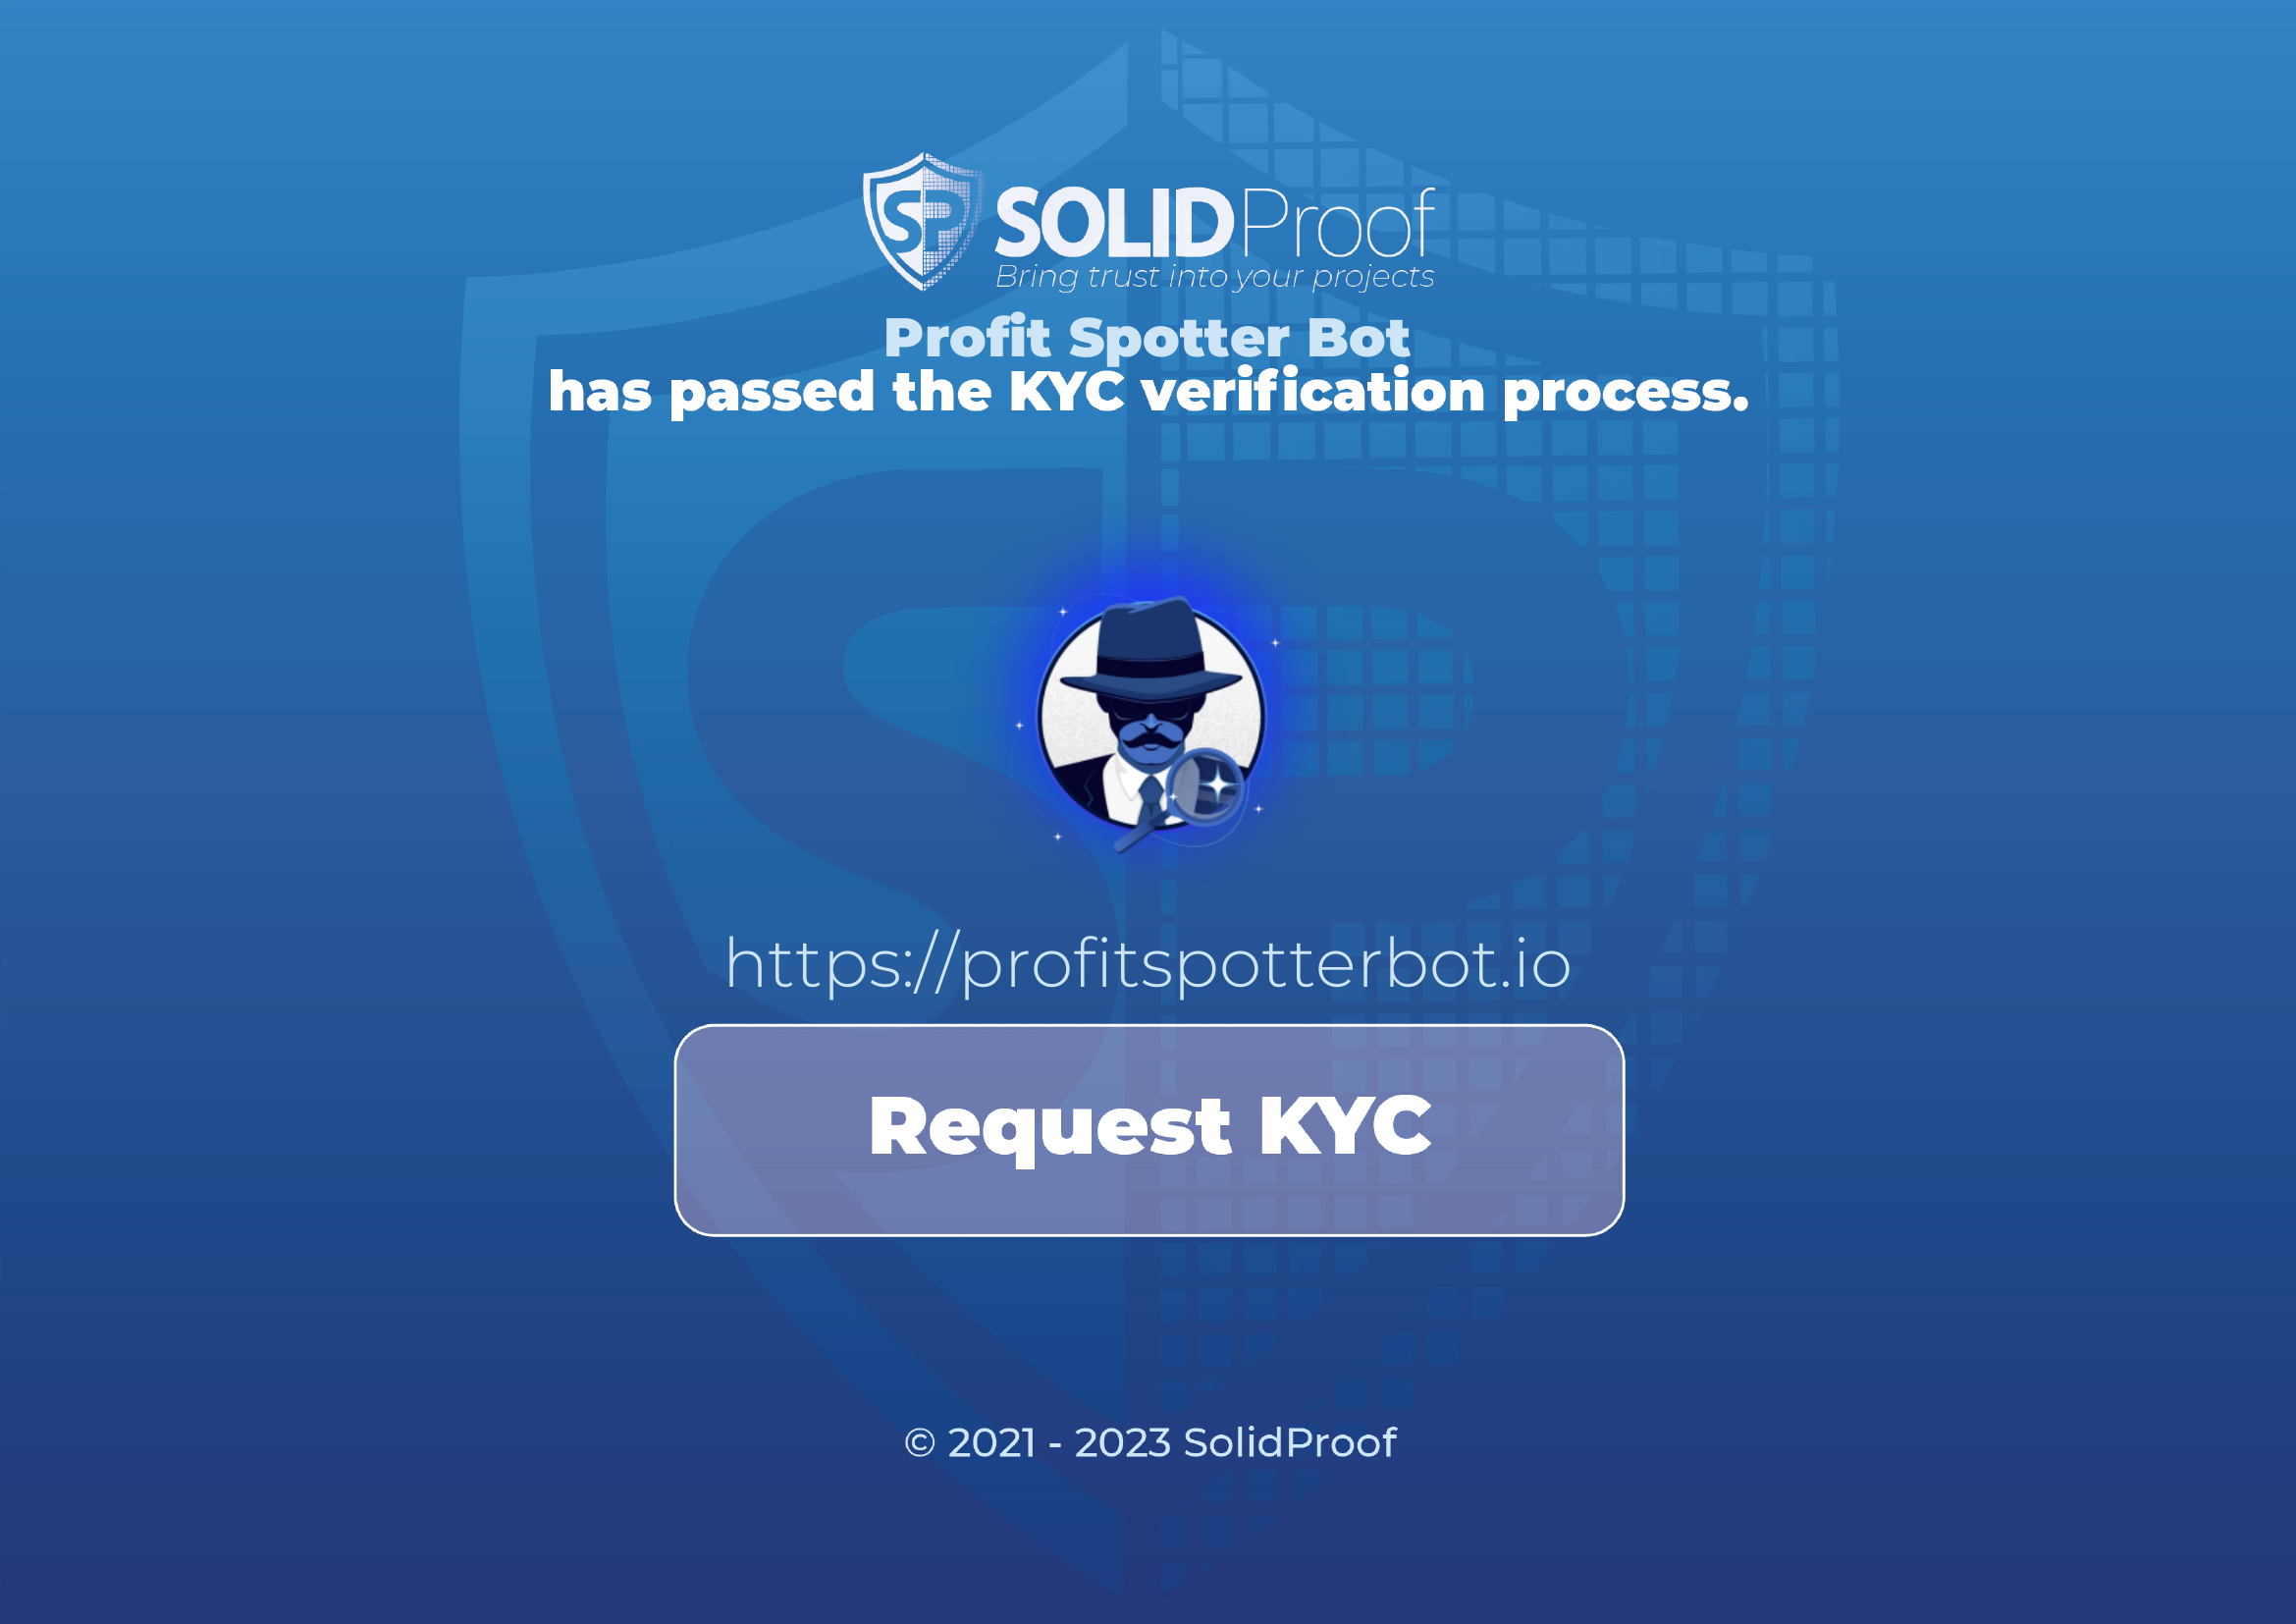 SP SOLIDProof
Bring trust into your projects
Profit Spotter Bot
has passed the KYC verification process.
https://profitspotterbot.io
Request KYC
© 2021 - 2023 SolidProof